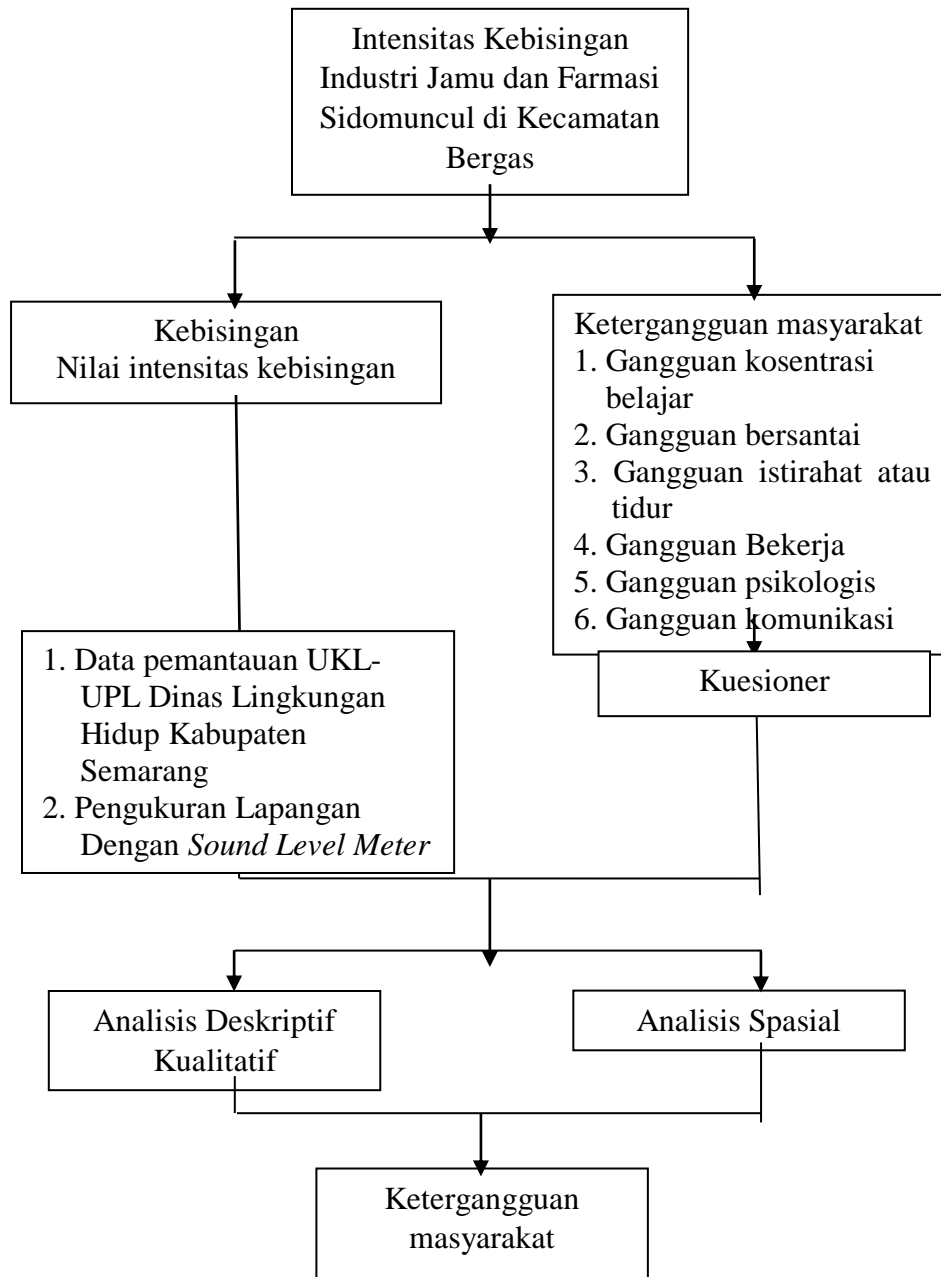 Intensitas Kebisingan
Industri Jamu dan Farmasi
Sidomuncul di Kecamatan
Bergas
Kebisingan
Nilai intensitas kebisingan
Ketergangguan masyarakat
1. Gangguan kosentrasi
belajar
2. Gangguan bersantai
3. Gangguan istirahat atau
tidur
4. Gangguan Bekerja
5. Gangguan psikologis
6. Gangguan komunikasi
1. Data pemantauan UKL-
UPL Dinas Lingkungan
Hidup Kabupaten
Semarang
2. Pengukuran Lapangan
Dengan Sound Level Meter
Kuesioner
Analisis Deskriptif
Kualitatif
Analisis Spasial
Ketergangguan
masyarakat